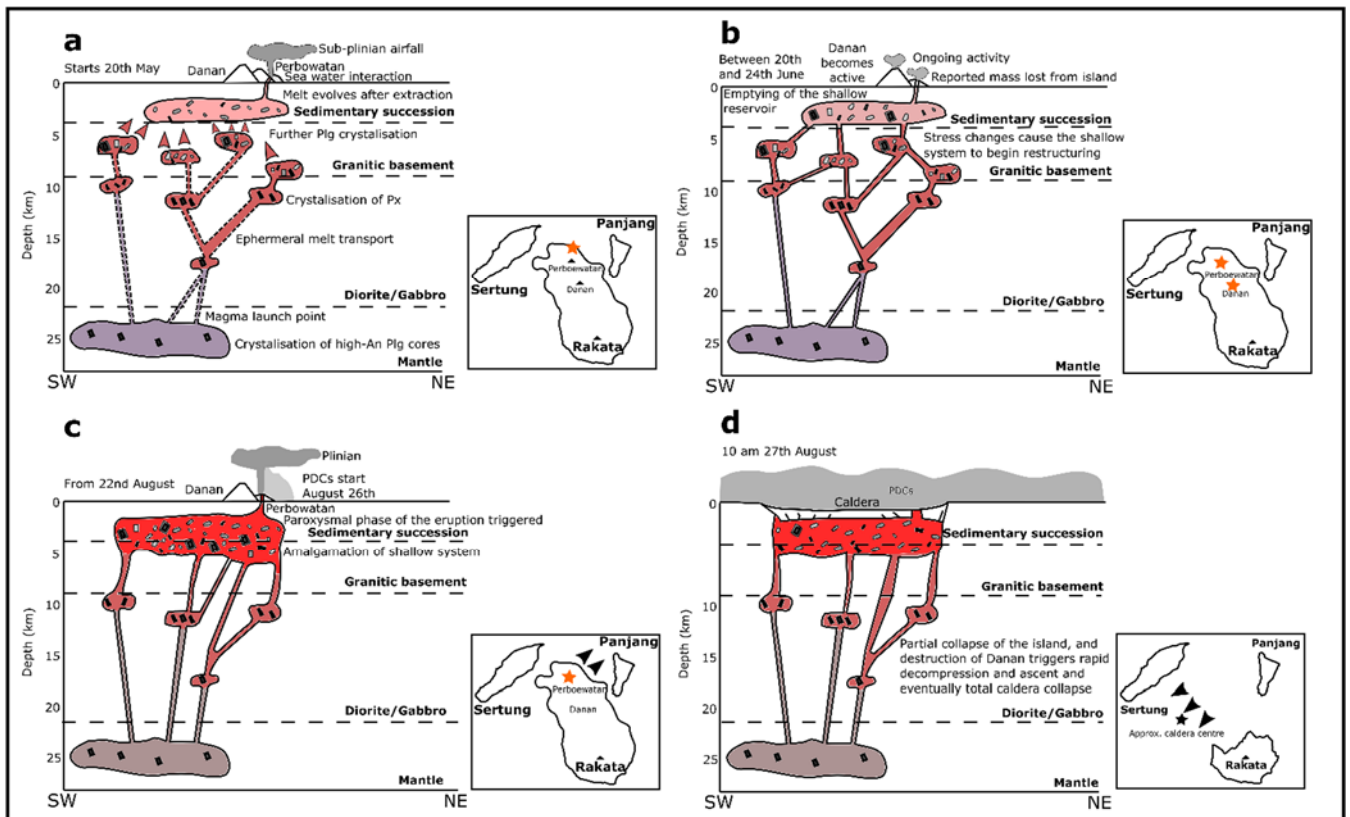 a
Starts 20th May
Danan
Sub-plinian airfall
Perbowatan
Sea water interaction
Melt evolves after extraction
Sedimentary succession
Further Plg crystalisation
Granitic basement
Crystalisation of Px
Ephemeral melt transport
Diorite/Gabbro
Magma launch point
Crystalisation of high-An Plg cores
Mantle
Depth (km)
0
5
10
15
20
25
SW
NE
Panjang
Sertung
Perboewatan
Danan
Rakata
b
Between 20th
and 24th June
Danan
becomes
active
Ongoing activity
Reported mass lost from island
Emptying of the shallow
reservoir
Sedimentary succession
Stress changes cause the shallow
system to begin restructuring
Granitic basement
Diorite/Gabbro
Mantle
Depth (km)
0
5
10
15
20
25
SW
NE
Panjang
Sertung
Perboewatan
Danan
Rakata
c
From 22nd August
Danan
Plinian
PDCs start
August 26th
Perbowatan
Paroxysmal phase of the eruption triggered
Sedimentary succession
Amalgamation of shallow system
Granitic basement
Diorite/Gabbro
Mantle
Depth (km)
0
5
10
15
20
25
SW
NE
Panjang
Sertung
Perboewatan
Danan
Rakata
d
10 am 27th August
PDCs
Caldera
Sedimentary succession
Granitic basement
Partial collapse of the island, and
destruction of Danan triggers rapid
decompression and ascent and
eventually total caldera collapse
Diorite/Gabbro
Mantle
Depth (km)
0
5
10
15
20
25
SW
NE
Panjang
Sertung
Approx. caldera centre
Rakata